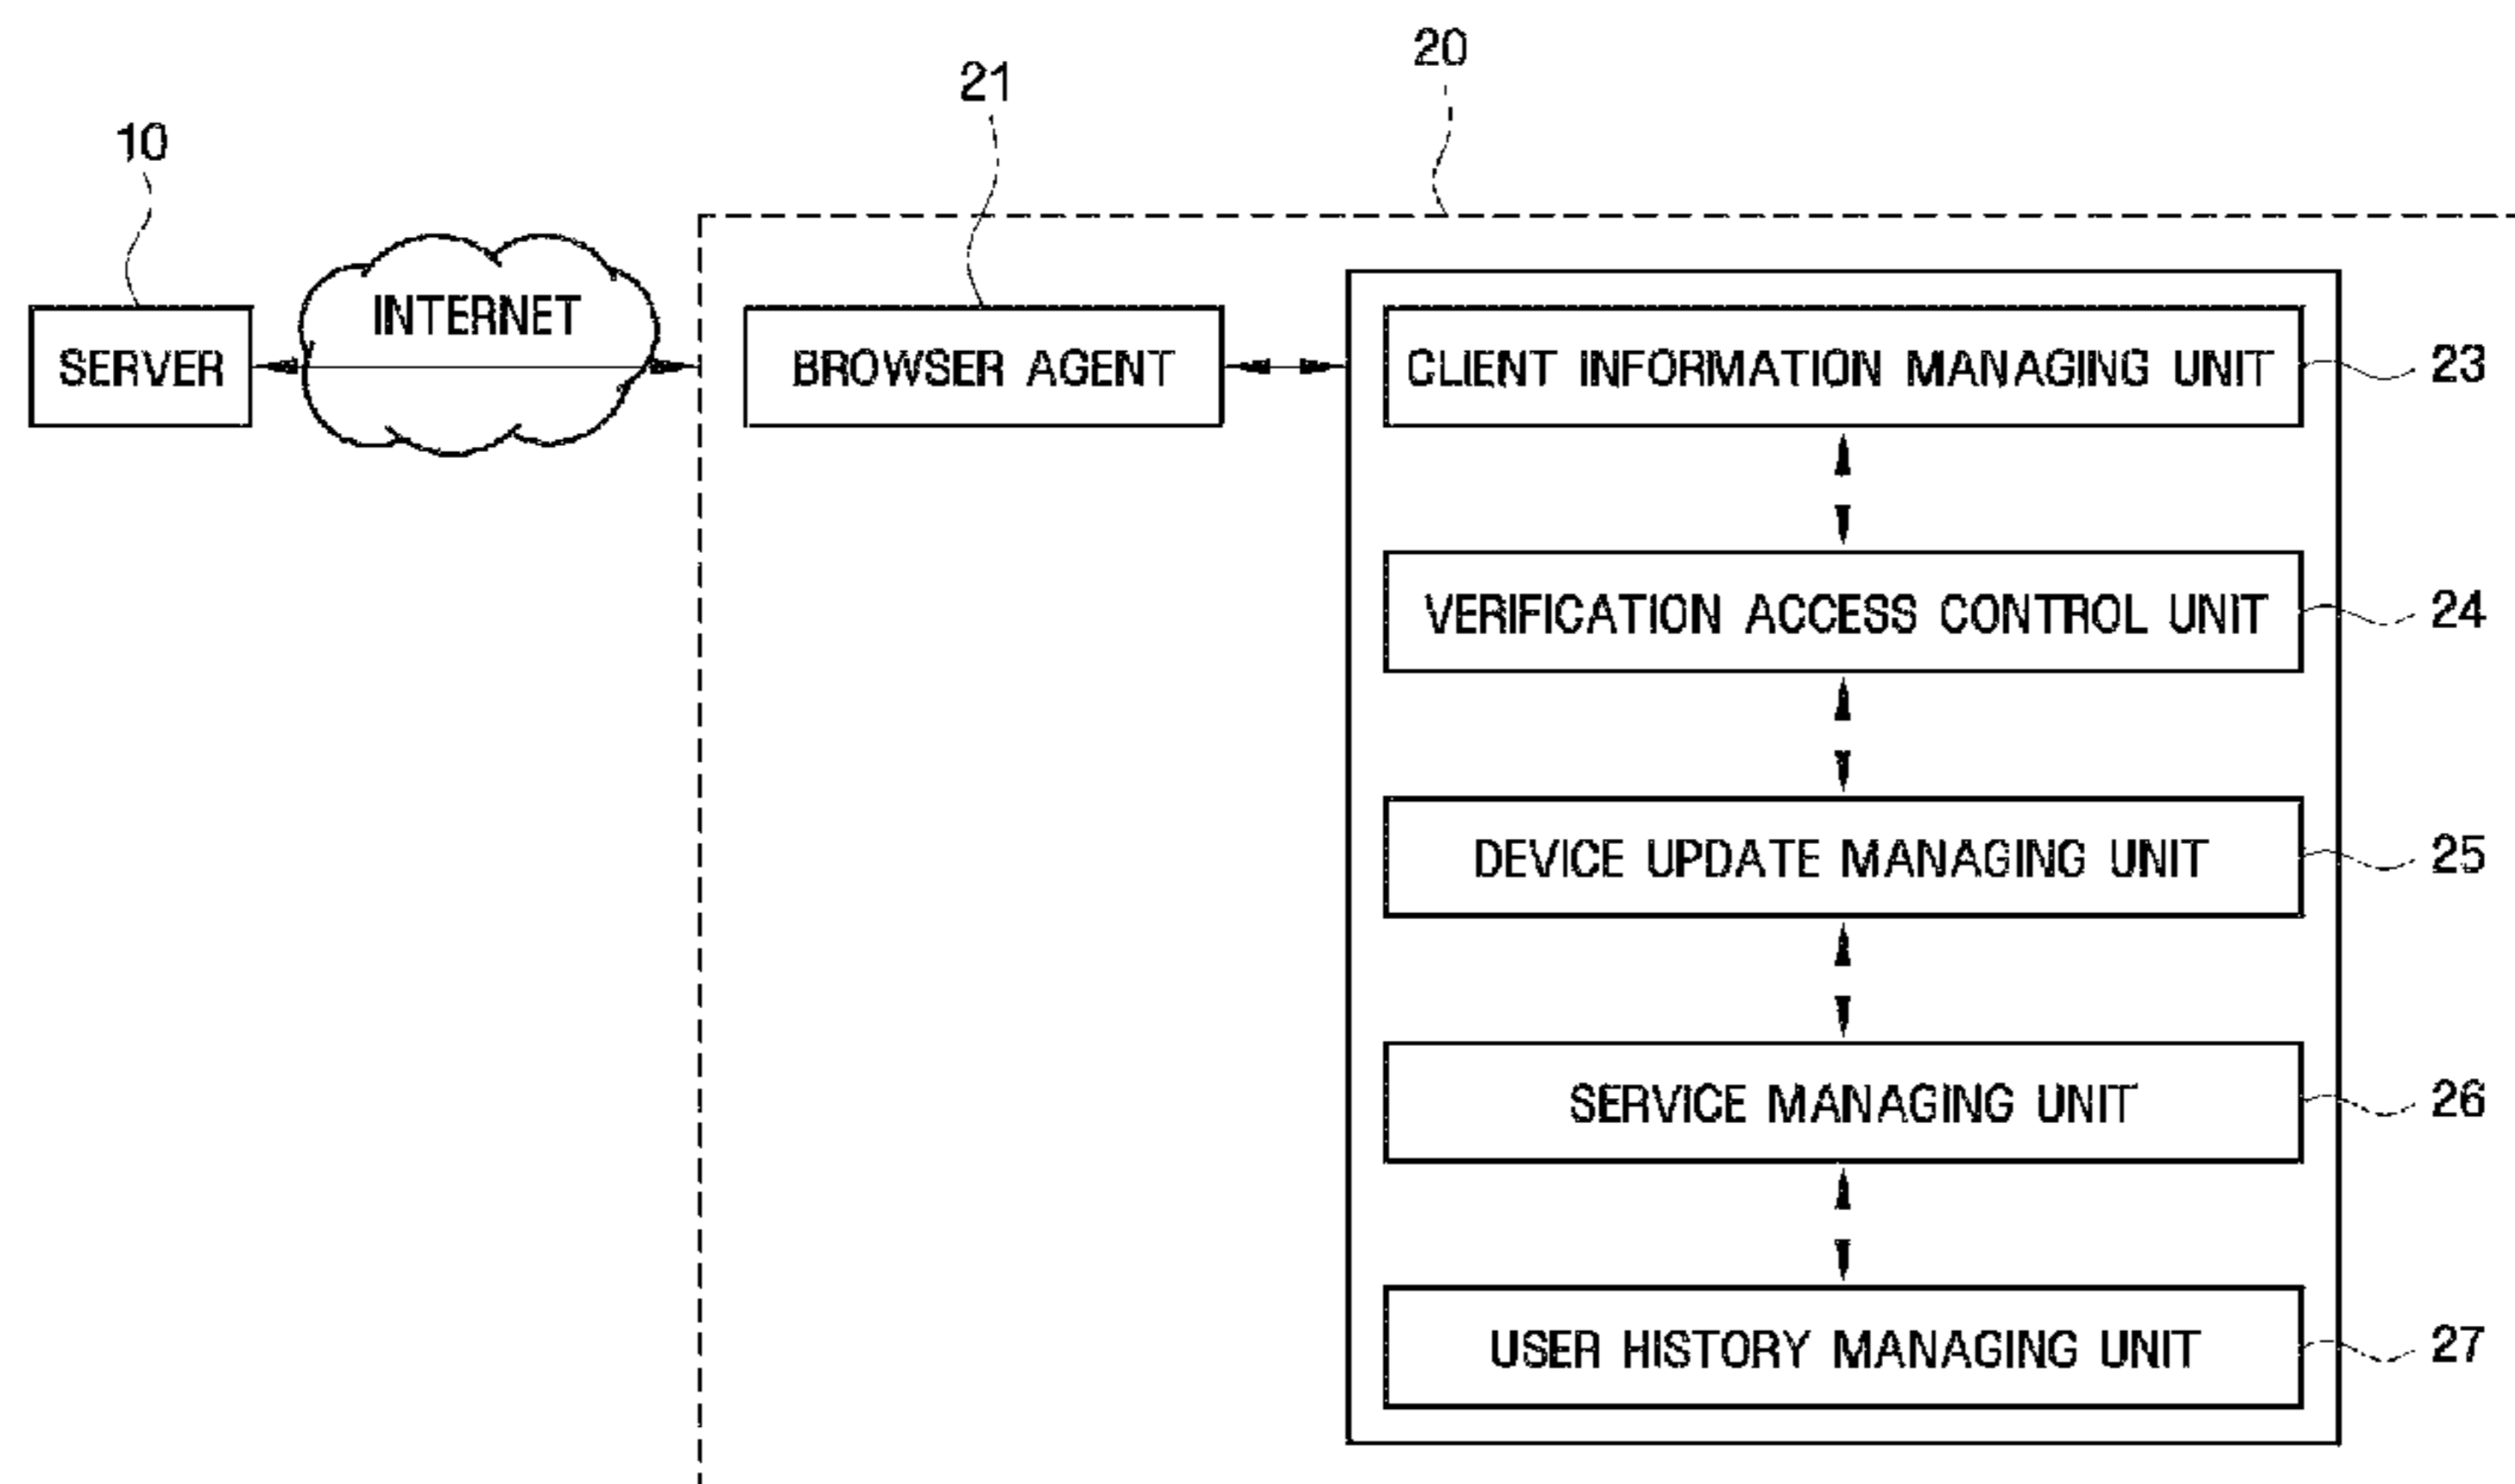 20
21
10
INTERNET
SERVER
BROWSER AGENT
CLIENT INFORMATION MANAGING UNIT
23
VERIFICATION ACCESS CONTROL UNIT
24
DEVICE UPDATE MANAGING UNIT
25
SERVICE MANAGING UNIT
26
USER HISTORY MANAGING UNIT
27